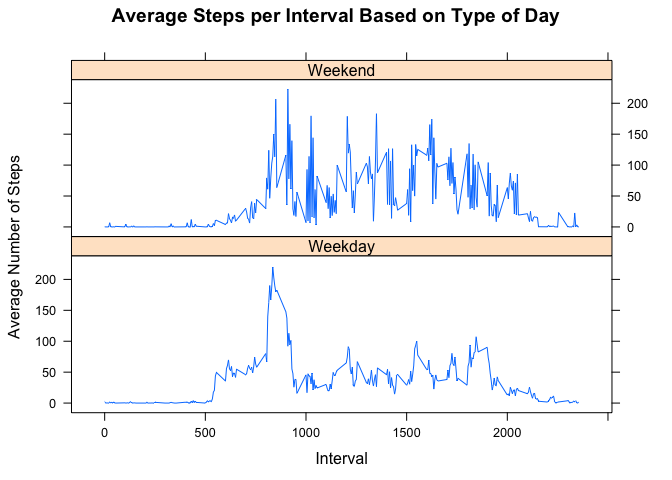 Average Steps per Interval Based on Type of Day
Weekend
200
150
100
50
0
Weekday
200
150
100
50
0
0 500 1000 1500 2000
Interval
Average Number of Steps